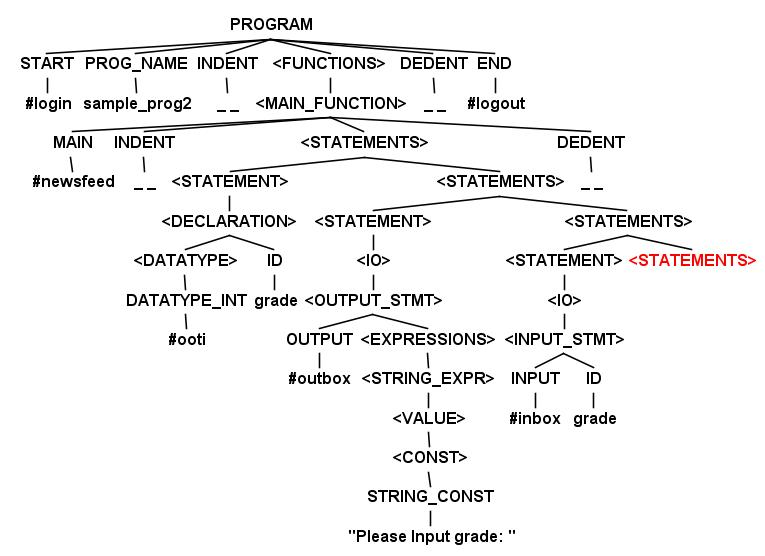 PROGRAM
START PROG_NAME INDENT <FUNCTIONS> DEDENT END
#login sample_prog2 _ _ <MAIN_FUNCTION> _ _ #logout
MAIN INDENT <STATEMENTS> DEDENT
#newsfeed _ _ <STATEMENT> <STATEMENTS> _ _
<DECLARATION> <STATEMENT> <STATEMENTS>
<DATATYPE> ID <IO> <STATEMENT> <STATEMENTS>
DATATYPE_INT grade <OUTPUT_STMT> <IO>
#ooti OUTPUT <EXPRESSIONS> <INPUT_STMT>
#outbox <STRING_EXPR> INPUT ID
<VALUE> #inbox grade
<CONST>
STRING_CONST
"Please Input grade: "